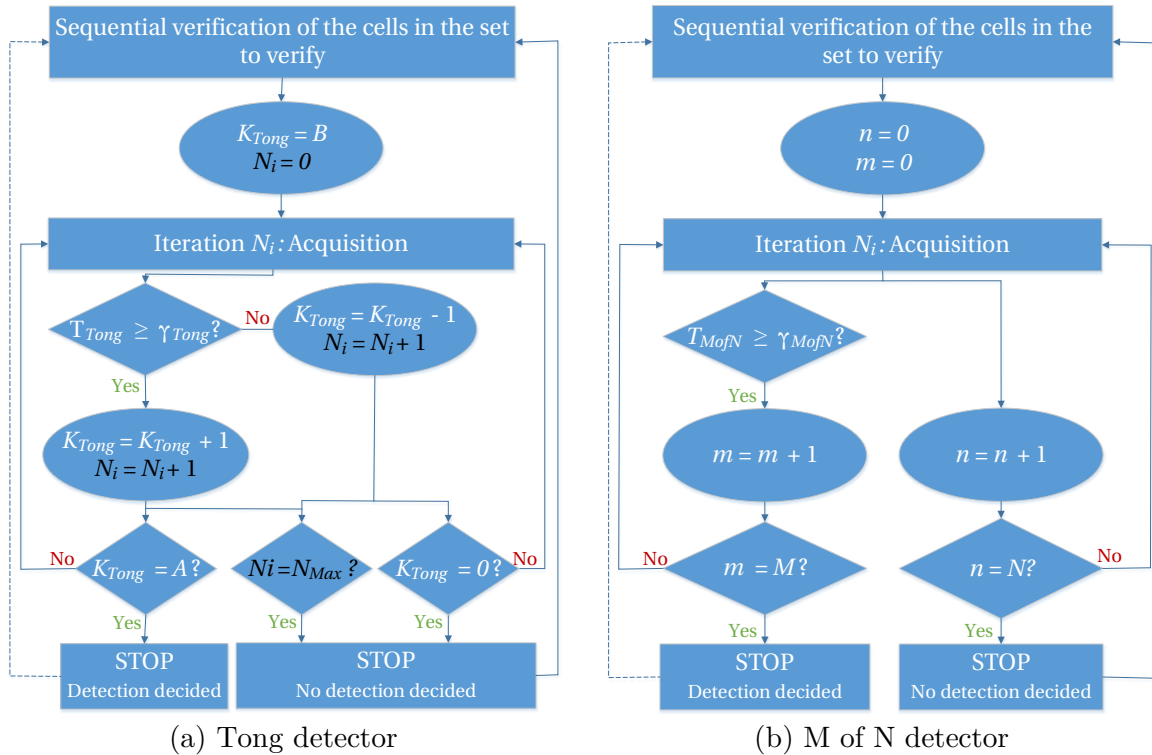 Sequential verification of the cells in the set
to verify
K_Tong = B
N_i = 0
Iteration N_i : Acquisition
T_Tong ≥ γ_Tong?
No
K_Tong = K_Tong - 1
N_i = N_i + 1
Yes
K_Tong = K_Tong + 1
N_i = N_i + 1
No
K_Tong = A?
Ni = N_Max ?
K_Tong = 0?
No
Yes
Yes
Yes
STOP
Detection decided
STOP
No detection decided
(a) Tong detector
Sequential verification of the cells in the
set to verify
n = 0
m = 0
Iteration N_i : Acquisition
T_MofN ≥ γ_MofN?
Yes
m = m + 1
n = n + 1
No
m = M?
n = N?
No
Yes
Yes
STOP
Detection decided
STOP
No detection decided
(b) M of N detector